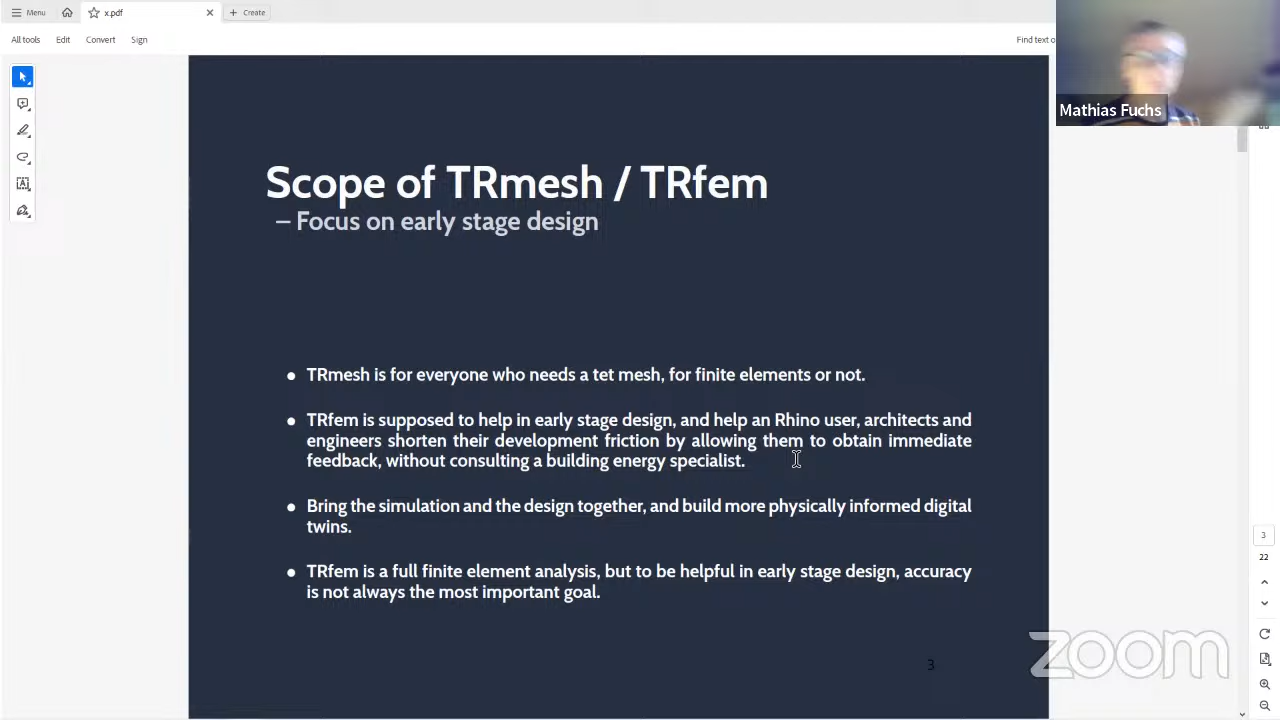 Menu
x.pdf
Create
All tools
Edit
Convert
Sign
Find text o
Mathias Fuchs
Scope of TRmesh / TRfem
– Focus on early stage design
● TRmesh is for everyone who needs a tet mesh, for finite elements or not.
● TRfem is supposed to help in early stage design, and help an Rhino user, architects and
engineers shorten their development friction by allowing them to obtain immediate
feedback, without consulting a building energy specialist.
● Bring the simulation and the design together, and build more physically informed digital
twins.
● TRfem is a full finite element analysis, but to be helpful in early stage design, accuracy
is not always the most important goal.
3
3
22
zoom